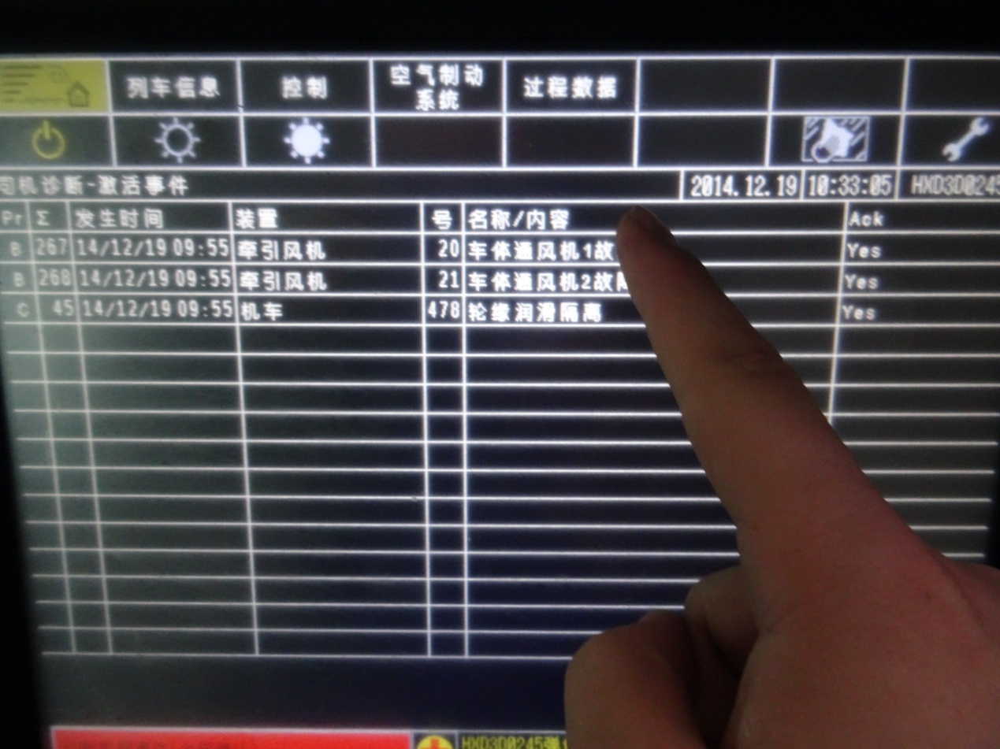 列车信息 控制 空气制动系统 过程数据
司机诊断-激活事件 2014.12.19 10:33:05 HXD3D0245
Pr Σ 发生时间 装置 号 名称/内容 Ack
B 267 14/12/19 09:55 牵引风机 20 车体通风机1故 Yes
B 268 14/12/19 09:55 牵引风机 21 车体通风机2故 Yes
C 45 14/12/19 09:55 机车 478 轮缘润滑隔离 Yes
HXD3D0245